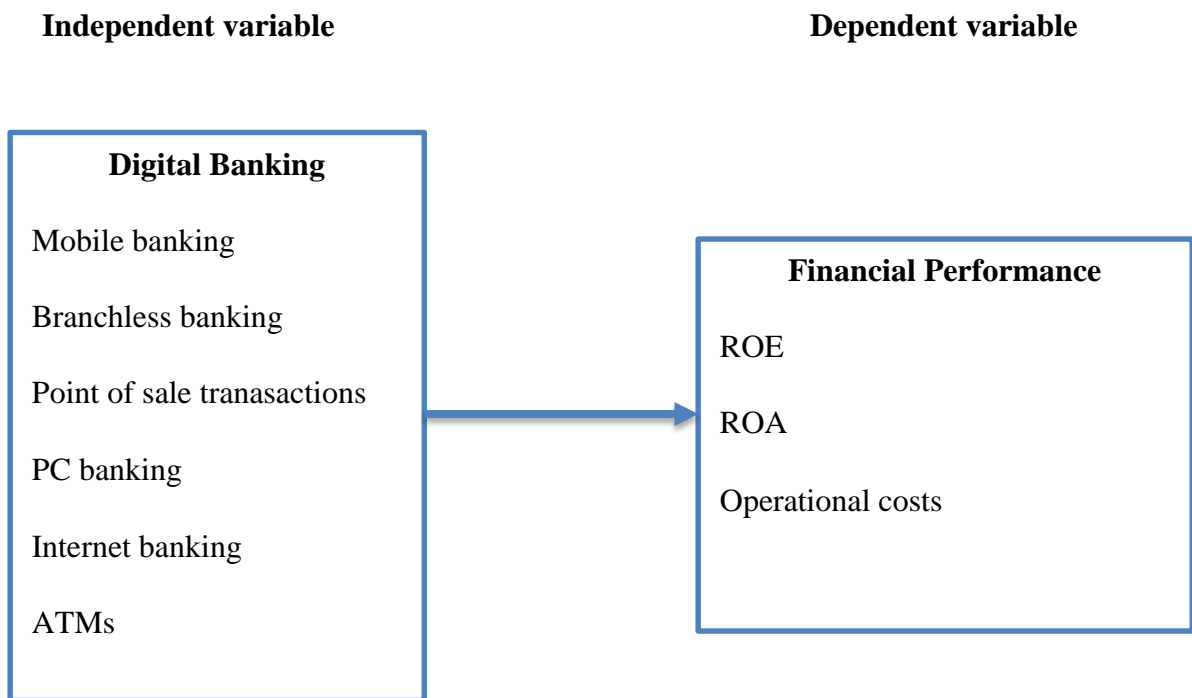 Independent variable
Dependent variable
Digital Banking
Mobile banking
Branchless banking
Point of sale tranasactions
PC banking
Internet banking
ATMs
Financial Performance
ROE
ROA
Operational costs